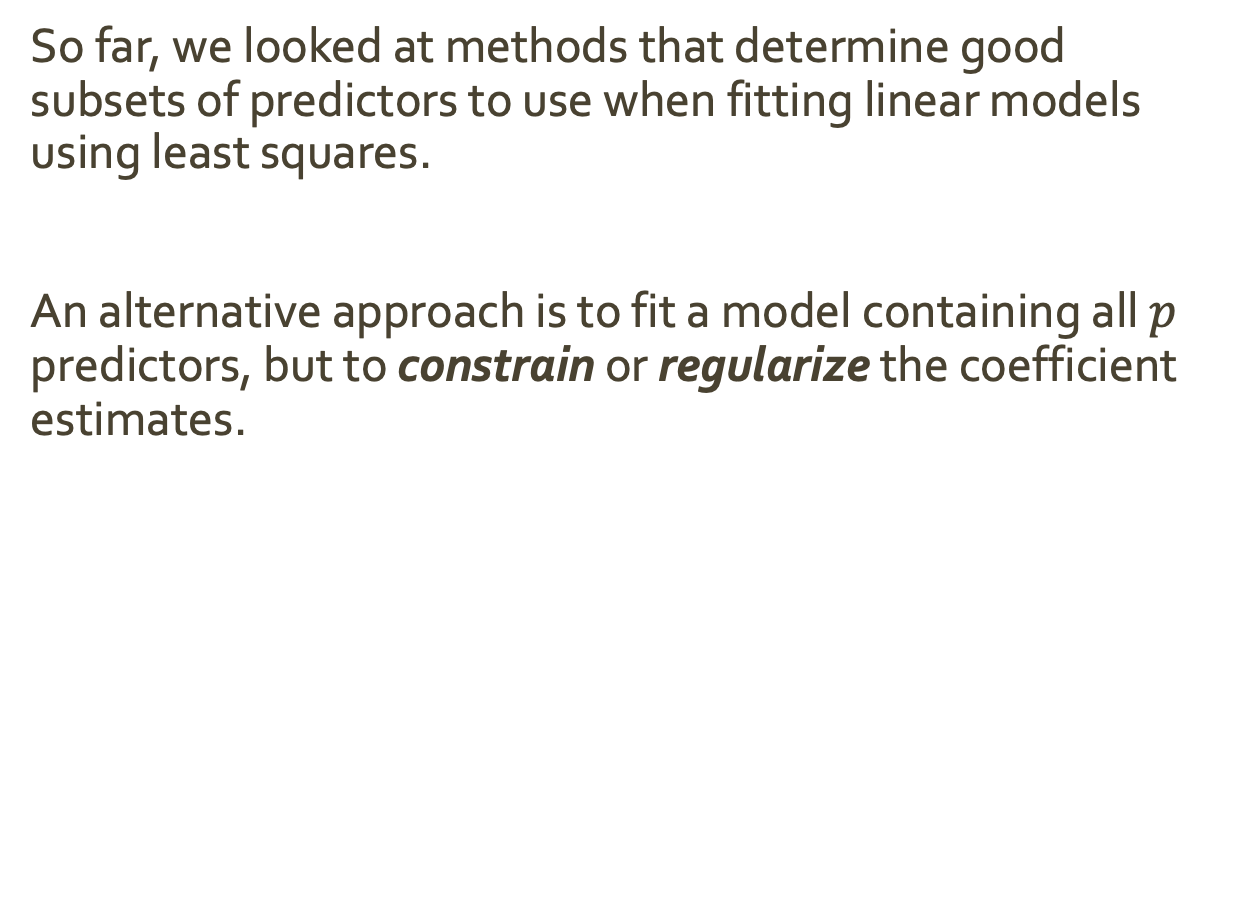 So far, we looked at methods that determine good
subsets of predictors to use when fitting linear models
using least squares.
An alternative approach is to fit a model containing all p
predictors, but to constrain or regularize the coefficient
estimates.